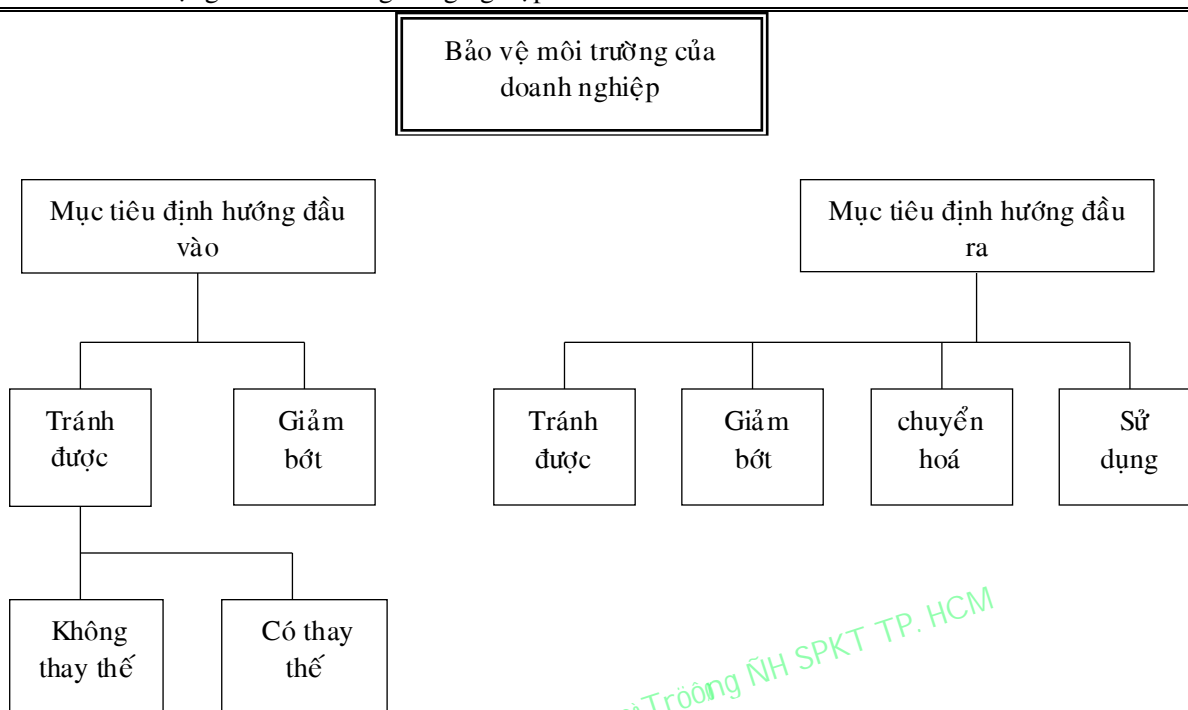 Bảo vệ môi trường của
doanh nghiệp
Mục tiêu định hướng đầu
vào
Mục tiêu định hướng đầu
ra
Tránh
được
Giảm
bớt
Tránh
được
Giảm
bớt
chuyển
hoá
Sử
dụng
Không
thay thế
Có thay
thế
Tröôøng ÑH SPKT TP. HCM